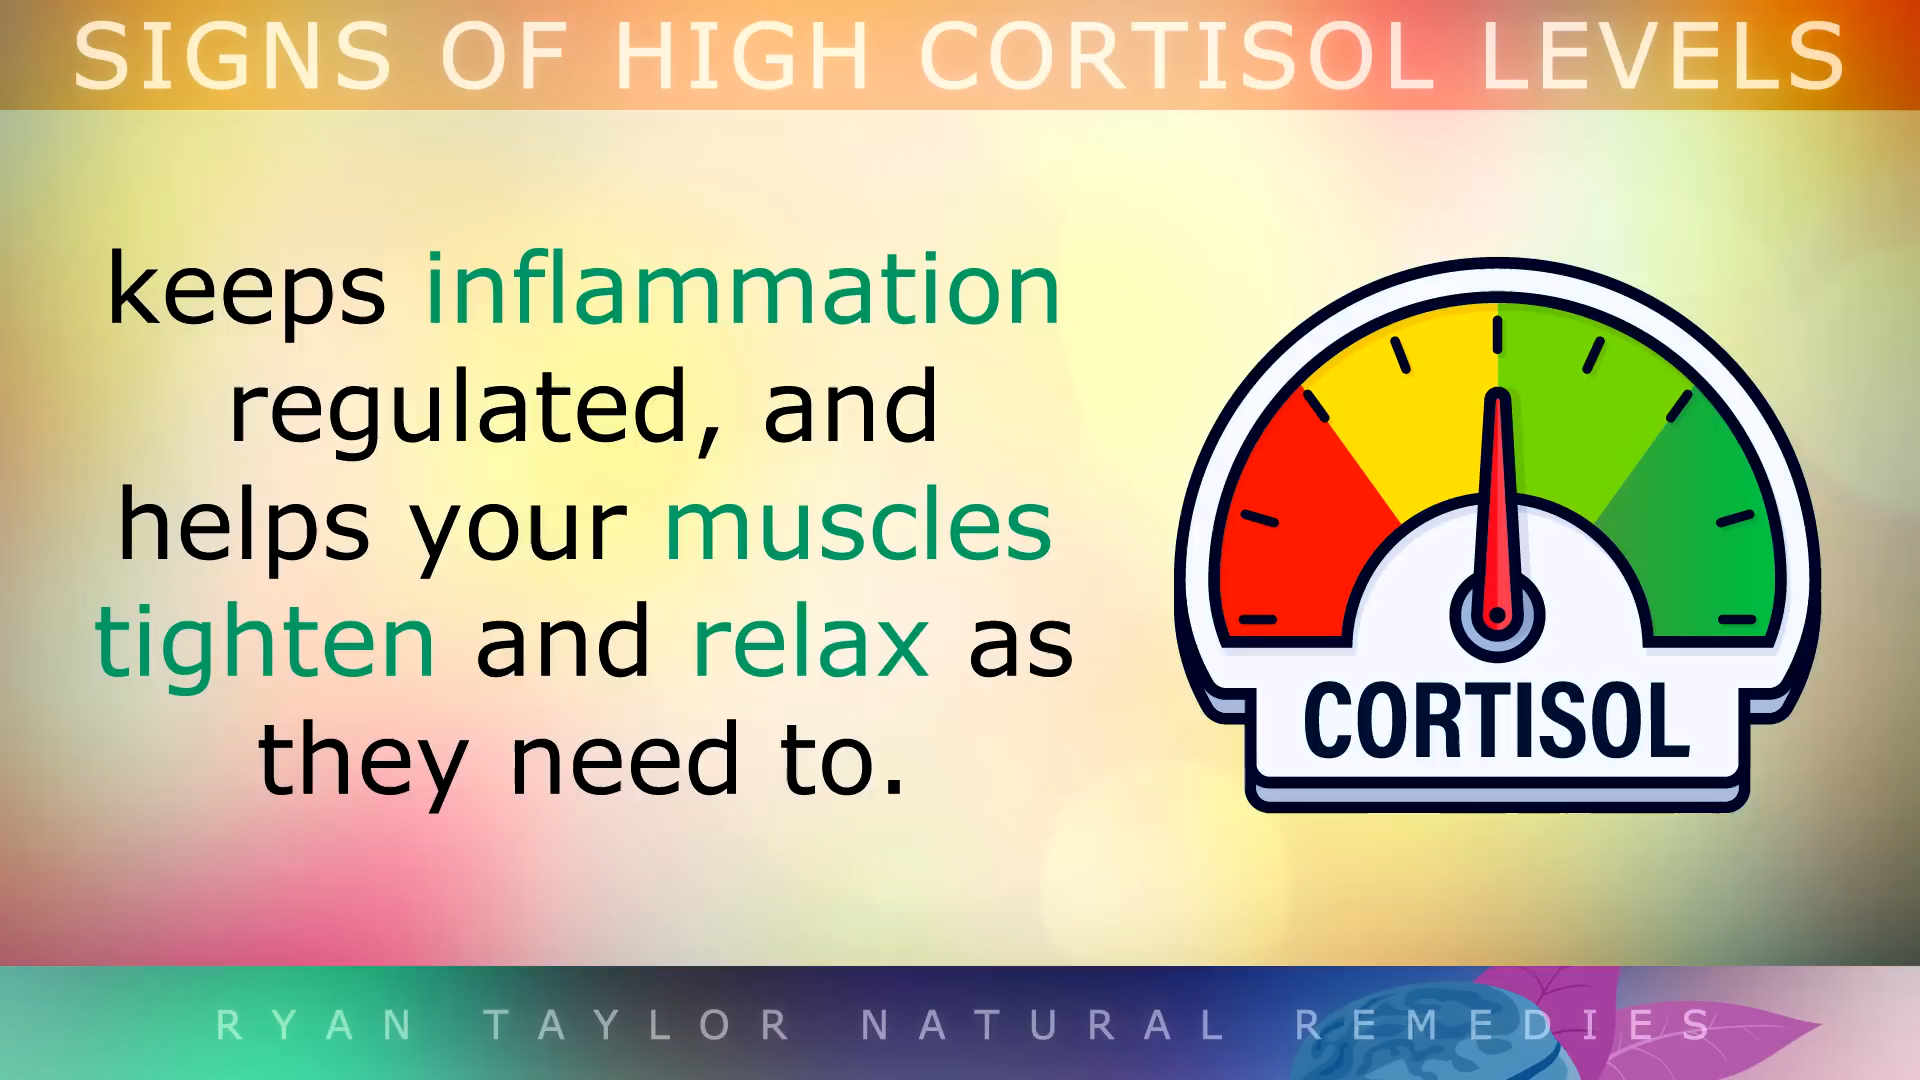 SIGNS OF HIGH CORTISOL LEVELS
keeps inflammation
regulated, and
helps your muscles
tighten and relax as
they need to.
CORTISOL
RYAN TAYLOR NATURAL REMEDIES